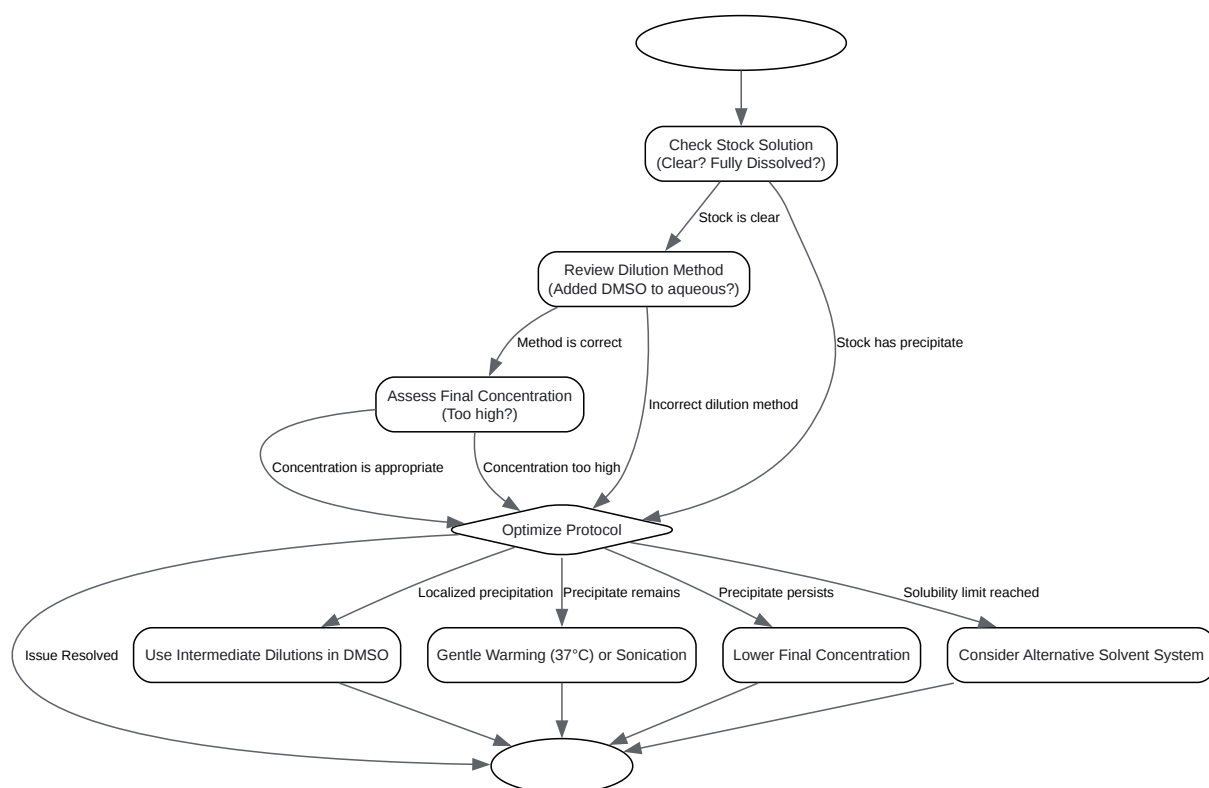 Check Stock Solution
(Clear? Fully Dissolved?)
Stock is clear
Review Dilution Method
(Added DMSO to aqueous?)
Method is correct
Stock has precipitate
Assess Final Concentration
(Too high?)
Incorrect dilution method
Concentration is appropriate
Concentration too high
Optimize Protocol
Localized precipitation
Precipitate remains
Precipitate persists
Solubility limit reached
Issue Resolved
Use Intermediate Dilutions in DMSO
Gentle Warming (37°C) or Sonication
Lower Final Concentration
Consider Alternative Solvent System